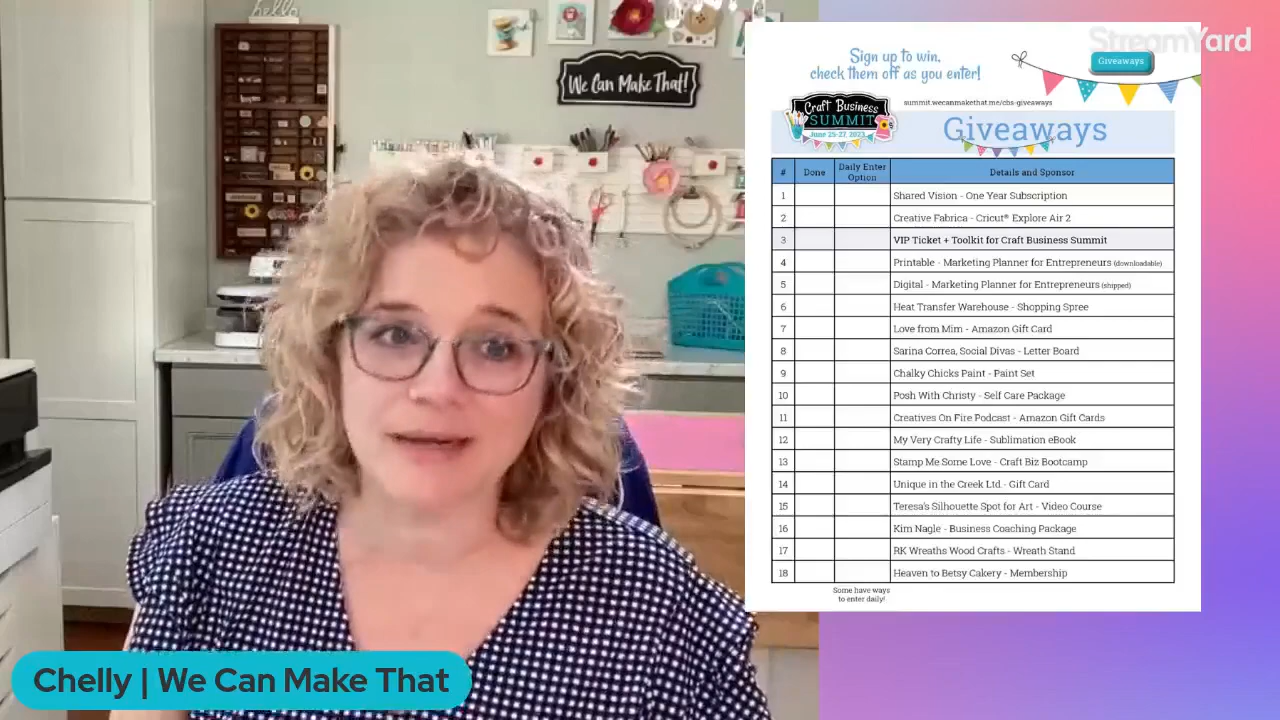 hello
We Can Make That!
StreamYard
Sign up to win,
check them off as you enter!
Giveaways
summit.wecanmakethat.me/cbs-giveaways
Craft Business
SUMMIT
June 25-27, 2023
Giveaways
# Done Daily Enter Option Details and Sponsor
1 Shared Vision - One Year Subscription
2 Creative Fabrica - Cricut® Explore Air 2
3 VIP Ticket + Toolkit for Craft Business Summit
4 Printable - Marketing Planner for Entrepreneurs (downloadable)
5 Digital - Marketing Planner for Entrepreneurs (shipped)
6 Heat Transfer Warehouse - Shopping Spree
7 Love from Mim - Amazon Gift Card
8 Sarina Correa, Social Divas - Letter Board
9 Chalky Chicks Paint - Paint Set
10 Posh With Christy - Self Care Package
11 Creatives On Fire Podcast - Amazon Gift Cards
12 My Very Crafty Life - Sublimation eBook
13 Stamp Me Some Love - Craft Biz Bootcamp
14 Unique in the Creek Ltd - Gift Card
15 Teresa's Silhouette Spot for Art - Video Course
16 Kim Nagle - Business Coaching Package
17 RK Wreaths Wood Crafts - Wreath Stand
18 Heaven to Betsy Cakery - Membership
Some have ways
to enter daily!
Chelly | We Can Make That